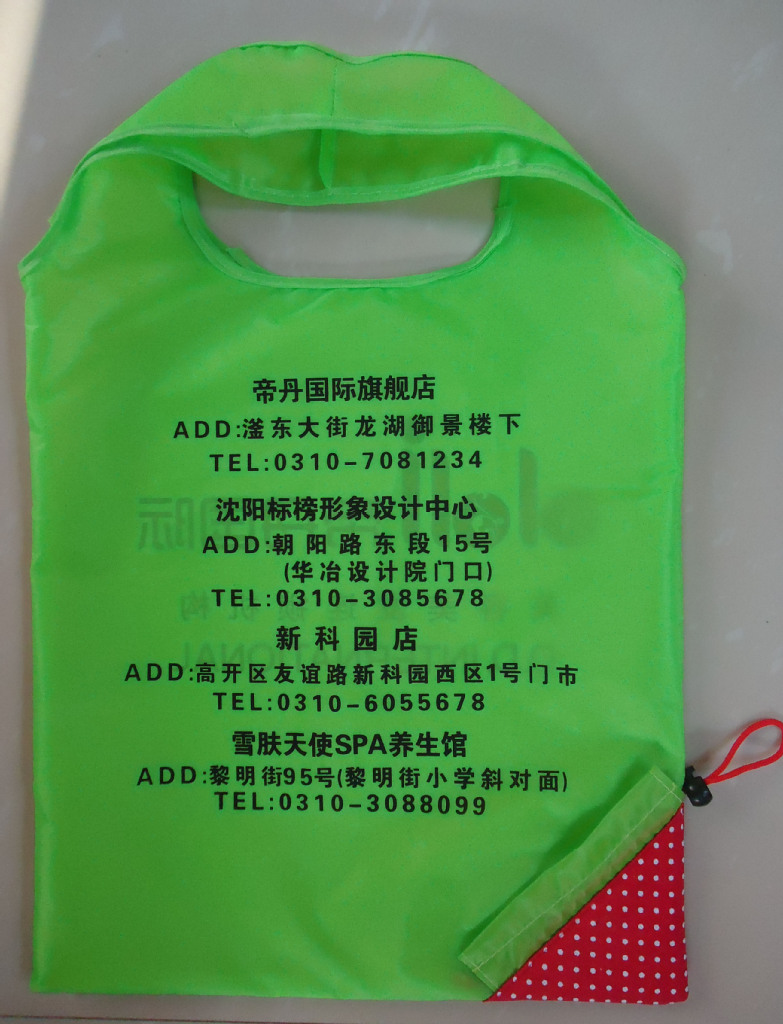 帝丹国际旗舰店
ADD:滏东大街龙湖御景楼下
TEL:0310-7081234
沈阳标榜形象设计中心
ADD:朝阳路东段15号
(华冶设计院门口)
TEL:0310-3085678
新科园店
ADD:高开区友谊路新科园西区1号门市
TEL:0310-6055678
雪肤天使SPA养生馆
ADD:黎明街95号(黎明街小学斜对面)
TEL:0310-3088099